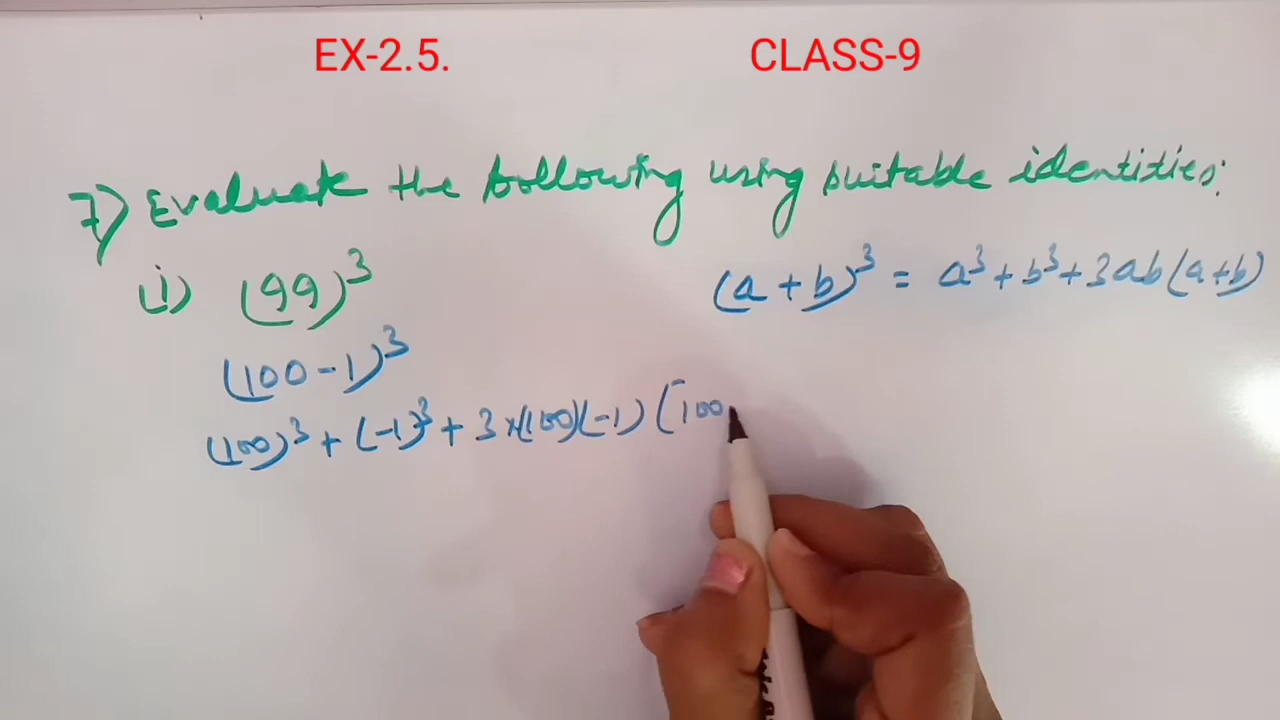 EX-2.5. CLASS-9
7) Evaluate the following using suitable identities:
(i) (99)³ (a + b)³ = a³ + b³ + 3ab(a+b)
(100 - 1)³
(100)³ + (-1)³ + 3×(100)(-1) (100